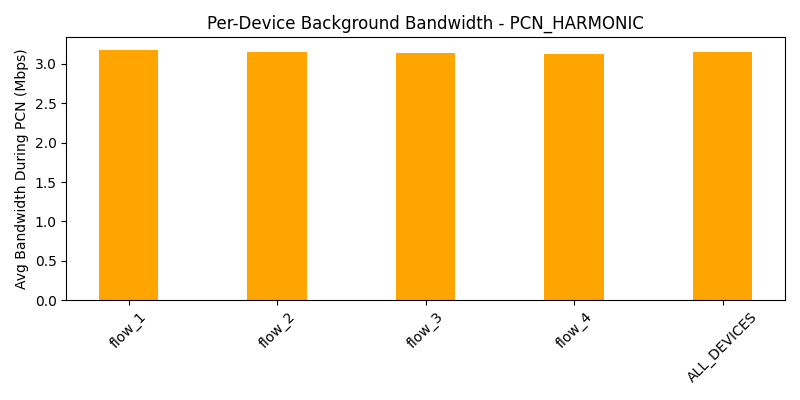 Per-Device Background Bandwidth - PCN_HARMONIC
Avg Bandwidth During PCN (Mbps)
3.0
2.5
2.0
1.5
1.0
0.5
0.0
flow_1
flow_2
flow_3
flow_4
ALL_DEVICES